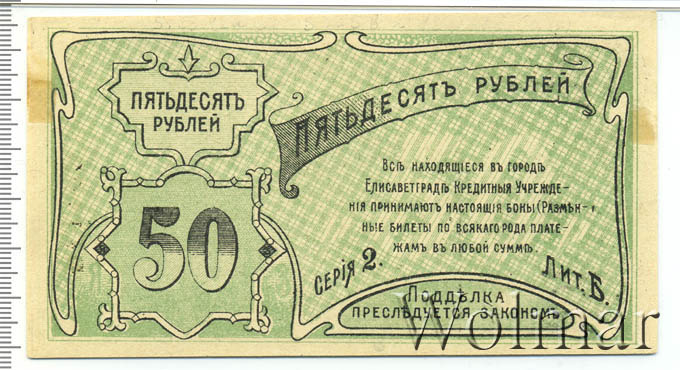 ПЯТЬДЕСЯТЪ
РУБЛЕЙ
ПЯТЬДЕСЯТЪ РУБЛЕЙ
50
Всѣ находящіеся въ городѣ
Елисаветградѣ Кредитныя Учрежде-
нія принимаютъ настоящія боны (Размѣн-
ные билеты по всякаго рода плате-
жамъ въ любой суммѣ.
Серія 2.
Лит. Б.
Поддѣлка
преслѣдуется закономъ.
Wolmar